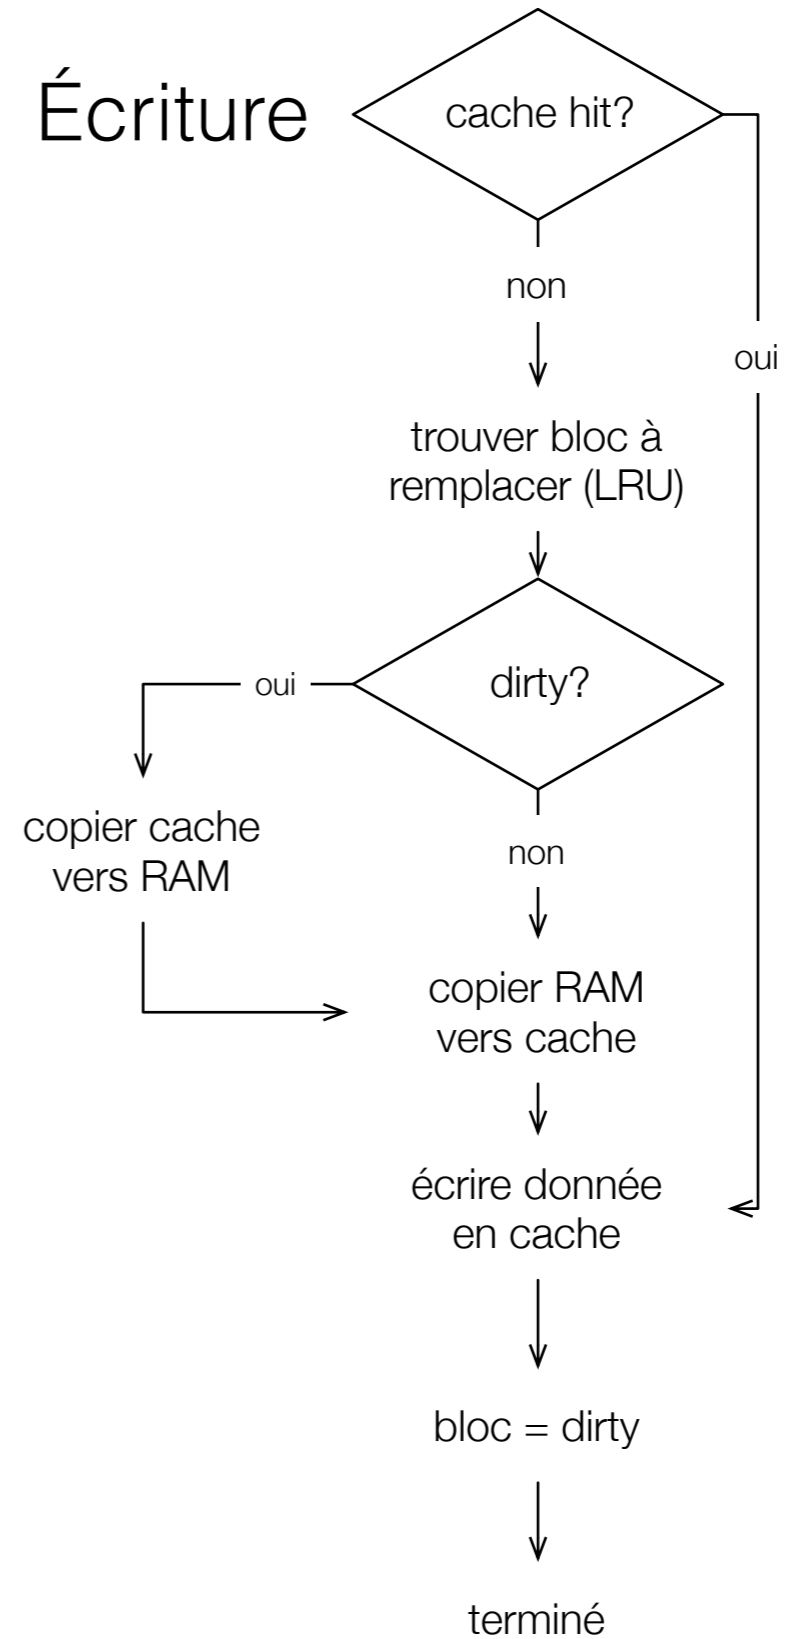 Écriture
cache hit?
non
oui
trouver bloc à
remplacer (LRU)
dirty?
oui
copier cache
vers RAM
non
copier RAM
vers cache
écrire donnée
en cache
bloc = dirty
terminé